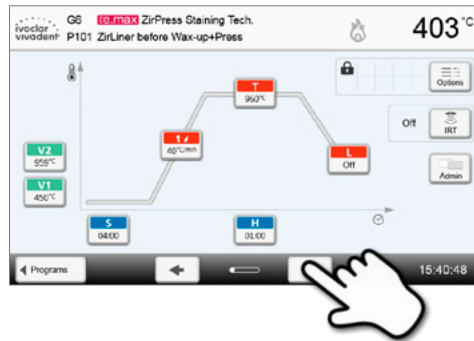 ivoclar vivadent
G6 IPS e.max ZirPress Staining Tech.
P101 ZirLiner before Wax-up+Press
403 °C
T
960°C
Options
t
40°C/min
Off
IRT
V2
959°C
L
Off
Admin
V1
450°C
S
04:00
H
01:00
Programs
15:40:48